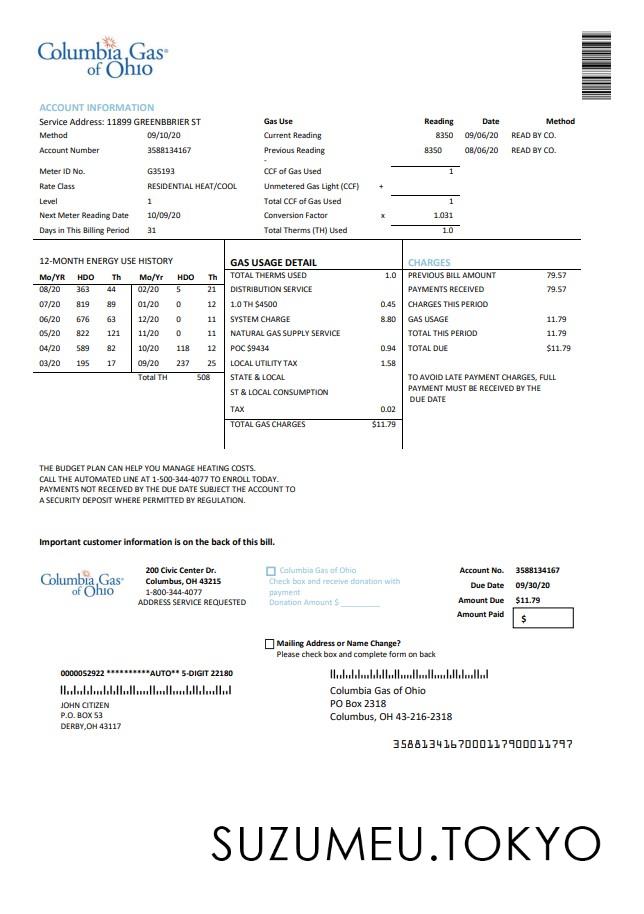 Columbia Gas®
of Ohio
ACCOUNT INFORMATION
Service Address: 11899 GREENBBRIER ST
Method 09/10/20
Account Number 3588134167
Meter ID No. G35193
Rate Class RESIDENTIAL HEAT/COOL
Level 1
Next Meter Reading Date 10/09/20
Days in This Billing Period 31
Gas Use Reading Date Method
Current Reading 8350 09/06/20 READ BY CO.
Previous Reading 8350 08/06/20 READ BY CO.
-
CCF of Gas Used 1
Unmetered Gas Light (CCF) +
Total CCF of Gas Used 1
Conversion Factor x 1.031
Total Therms (TH) Used 1.0
12-MONTH ENERGY USE HISTORY
Mo/YR HDO Th Mo/Yr HDO Th
08/20 363 44 02/20 5 21
07/20 819 89 01/20 0 12
06/20 676 63 12/20 0 11
05/20 822 121 11/20 0 11
04/20 589 82 10/20 118 12
03/20 195 17 09/20 237 25
Total TH 508
GAS USAGE DETAIL
TOTAL THERMS USED 1.0
DISTRIBUTION SERVICE
1.0 TH $4500 0.45
SYSTEM CHARGE 8.80
NATURAL GAS SUPPLY SERVICE
POC $9434 0.94
LOCAL UTILITY TAX 1.58
STATE & LOCAL
ST & LOCAL CONSUMPTION
TAX 0.02
TOTAL GAS CHARGES $11.79
CHARGES
PREVIOUS BILL AMOUNT 79.57
PAYMENTS RECEIVED 79.57
CHARGES THIS PERIOD
GAS USAGE 11.79
TOTAL THIS PERIOD 11.79
TOTAL DUE $11.79
TO AVOID LATE PAYMENT CHARGES, FULL
PAYMENT MUST BE RECEIVED BY THE
DUE DATE
THE BUDGET PLAN CAN HELP YOU MANAGE HEATING COSTS.
CALL THE AUTOMATED LINE AT 1-500-344-4077 TO ENROLL TODAY.
PAYMENTS NOT RECEIVED BY THE DUE DATE SUBJECT THE ACCOUNT TO
A SECURITY DEPOSIT WHERE PERMITTED BY REGULATION.
Important customer information is on the back of this bill.
Columbia Gas®
of Ohio
200 Civic Center Dr.
Columbus, OH 43215
1-800-344-4077
ADDRESS SERVICE REQUESTED
Columbia Gas of Ohio
Check box and receive donation with
payment
Donation Amount $ ________
Account No. 3588134167
Due Date 09/30/20
Amount Due $11.79
Amount Paid $
Mailing Address or Name Change?
Please check box and complete form on back
0000052922 **********AUTO** 5-DIGIT 22180
JOHN CITIZEN
P.O. BOX 53
DERBY,OH 43117
Columbia Gas of Ohio
PO Box 2318
Columbus, OH 43-216-2318
3588134167000117900011797
SUZUMEU.TOKYO